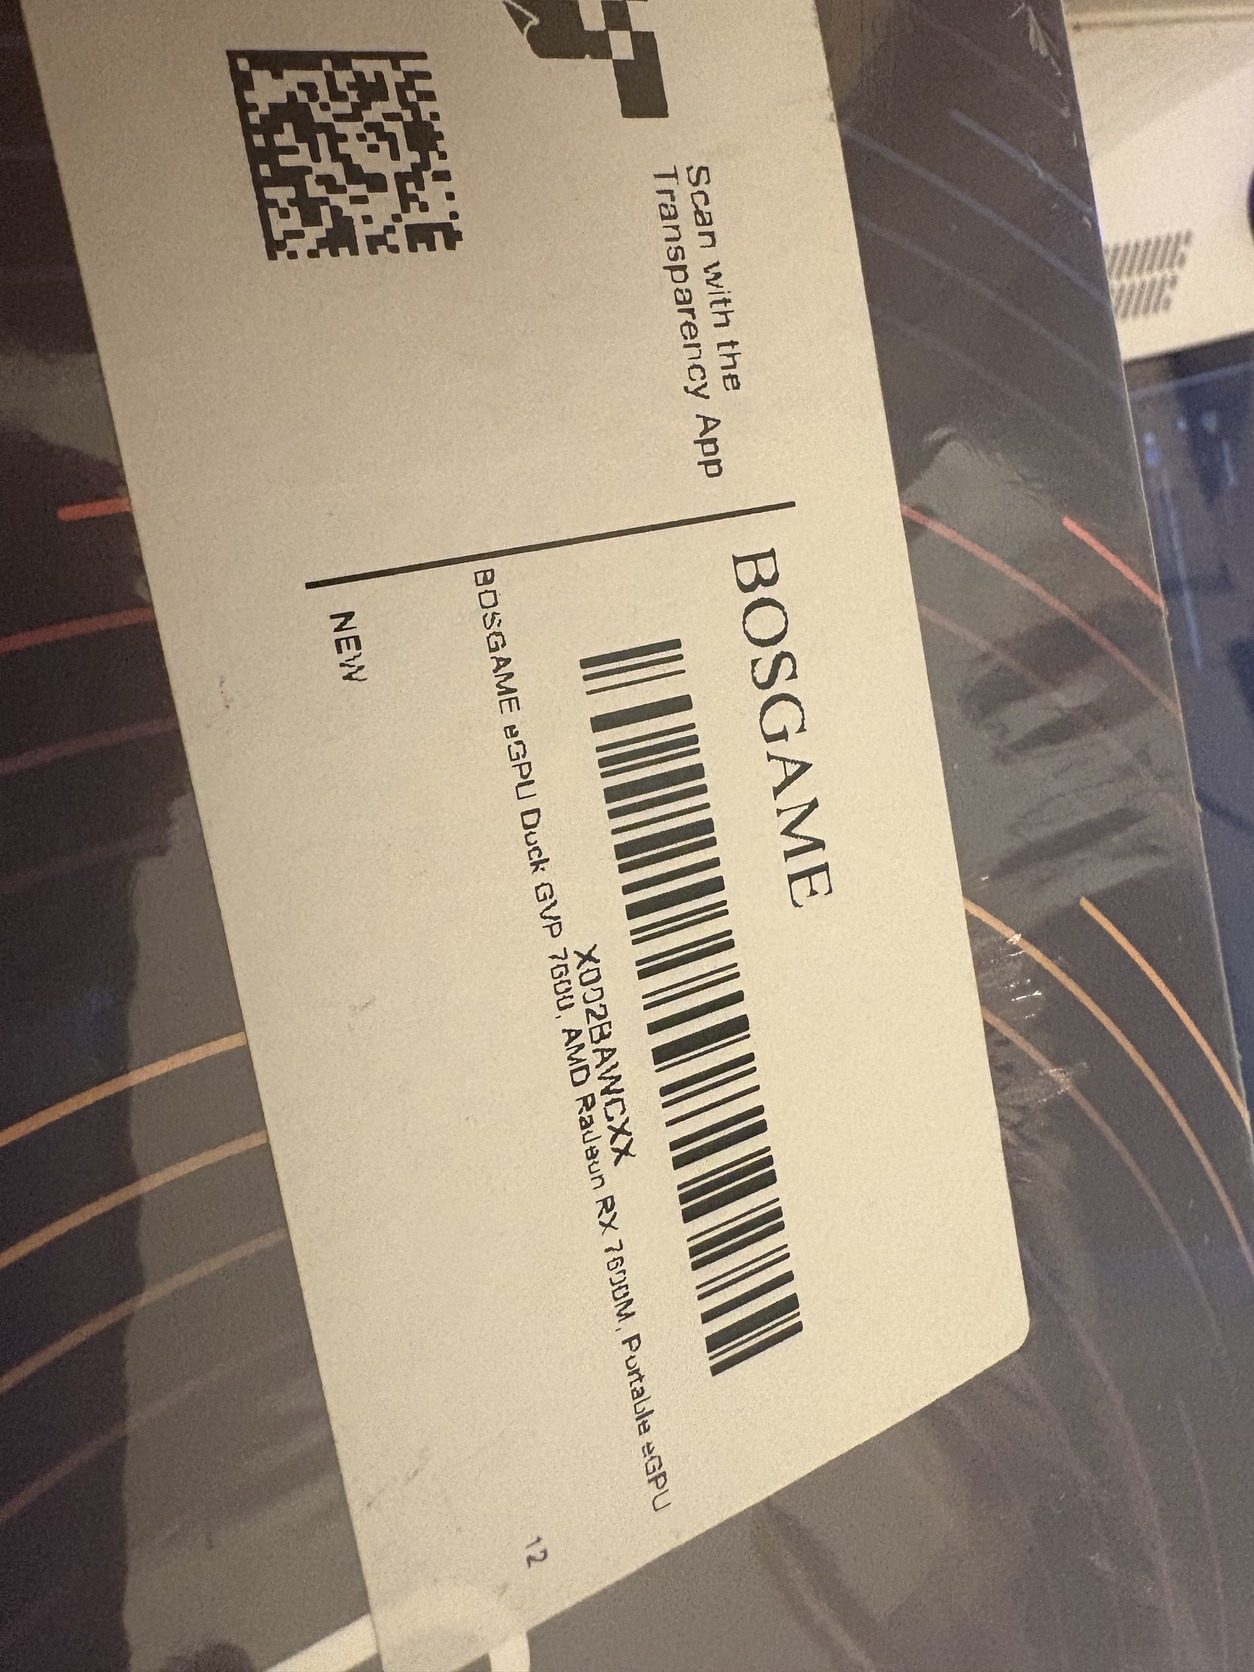 Scan with the
Transparency App
BOSGAME
X002BAWCXX
BOSGAME eGPU Dock GVP 7600, AMD Radeon RX 7600M, Portable eGPU
NEW
12